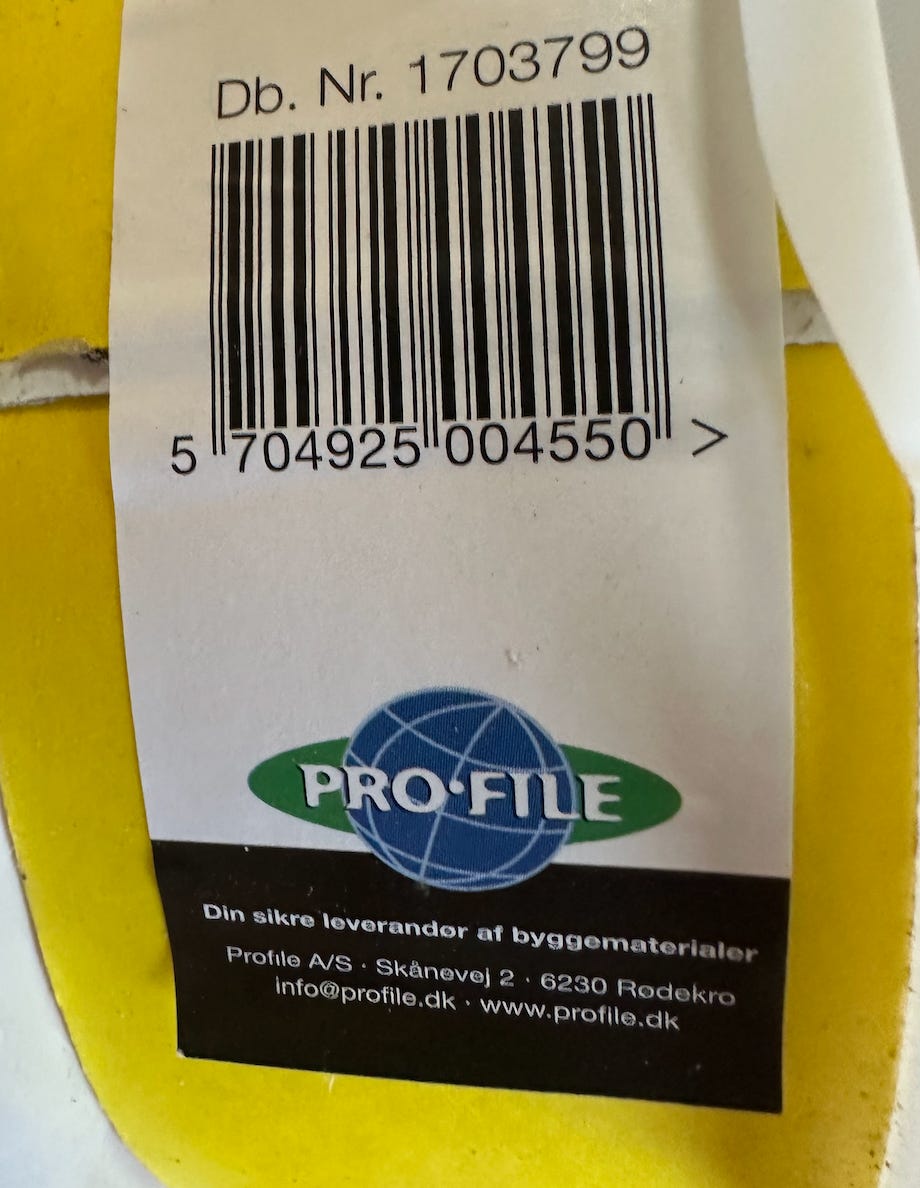 Db. Nr. 1703799
5 704925 004550 >
PRO•FILE
Din sikre leverandør af byggematerialer
Profile A/S · Skånevej 2 · 6230 Rødekro
info@profile.dk · www.profile.dk